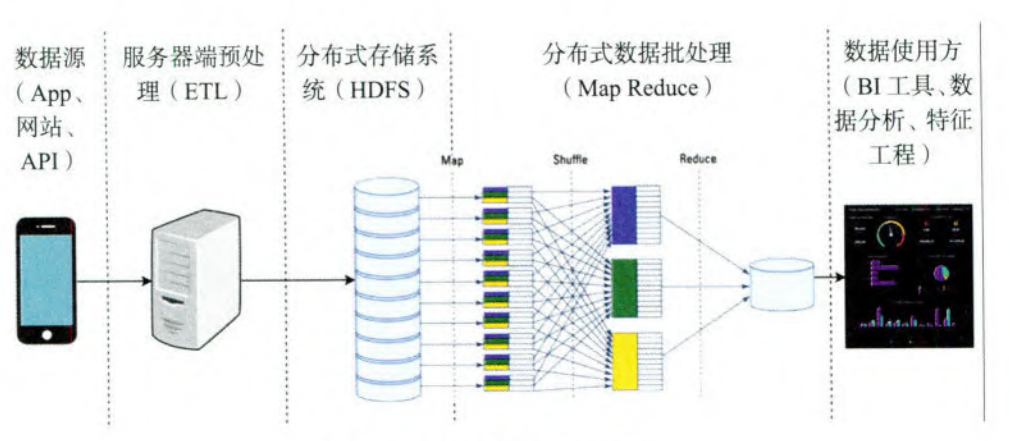 数据源
（App、
网站、
API）
服务器端预处
理（ETL）
分布式存储系
统（HDFS）
分布式数据批处理
（Map Reduce）
数据使用方
（BI 工具、数
据分析、特征
工程）
Map
Shuffle
Reduce